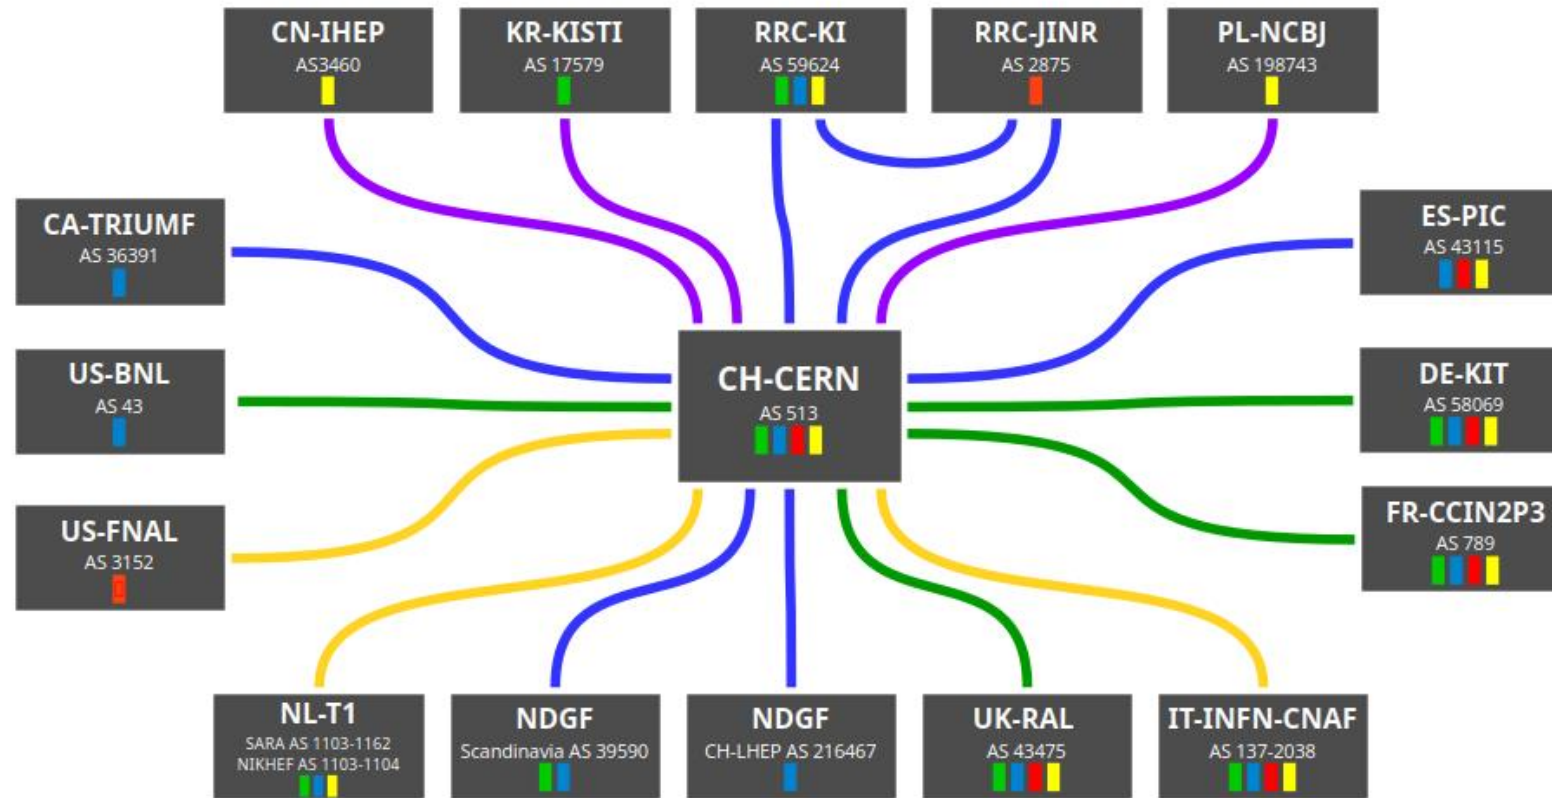 CN-IHEP
AS3460
KR-KISTI
AS 17579
RRC-KI
AS 59624
RRC-JINR
AS 2875
PL-NCBJ
AS 198743
CA-TRIUMF
AS 36391
ES-PIC
AS 43115
US-BNL
AS 43
CH-CERN
AS 513
DE-KIT
AS 58069
US-FNAL
AS 3152
FR-CCIN2P3
AS 789
NL-T1
SARA AS 1103-1162
NIKHEF AS 1103-1104
NDGF
Scandinavia AS 39590
NDGF
CH-LHEP AS 216467
UK-RAL
AS 43475
IT-INFN-CNAF
AS 137-2038